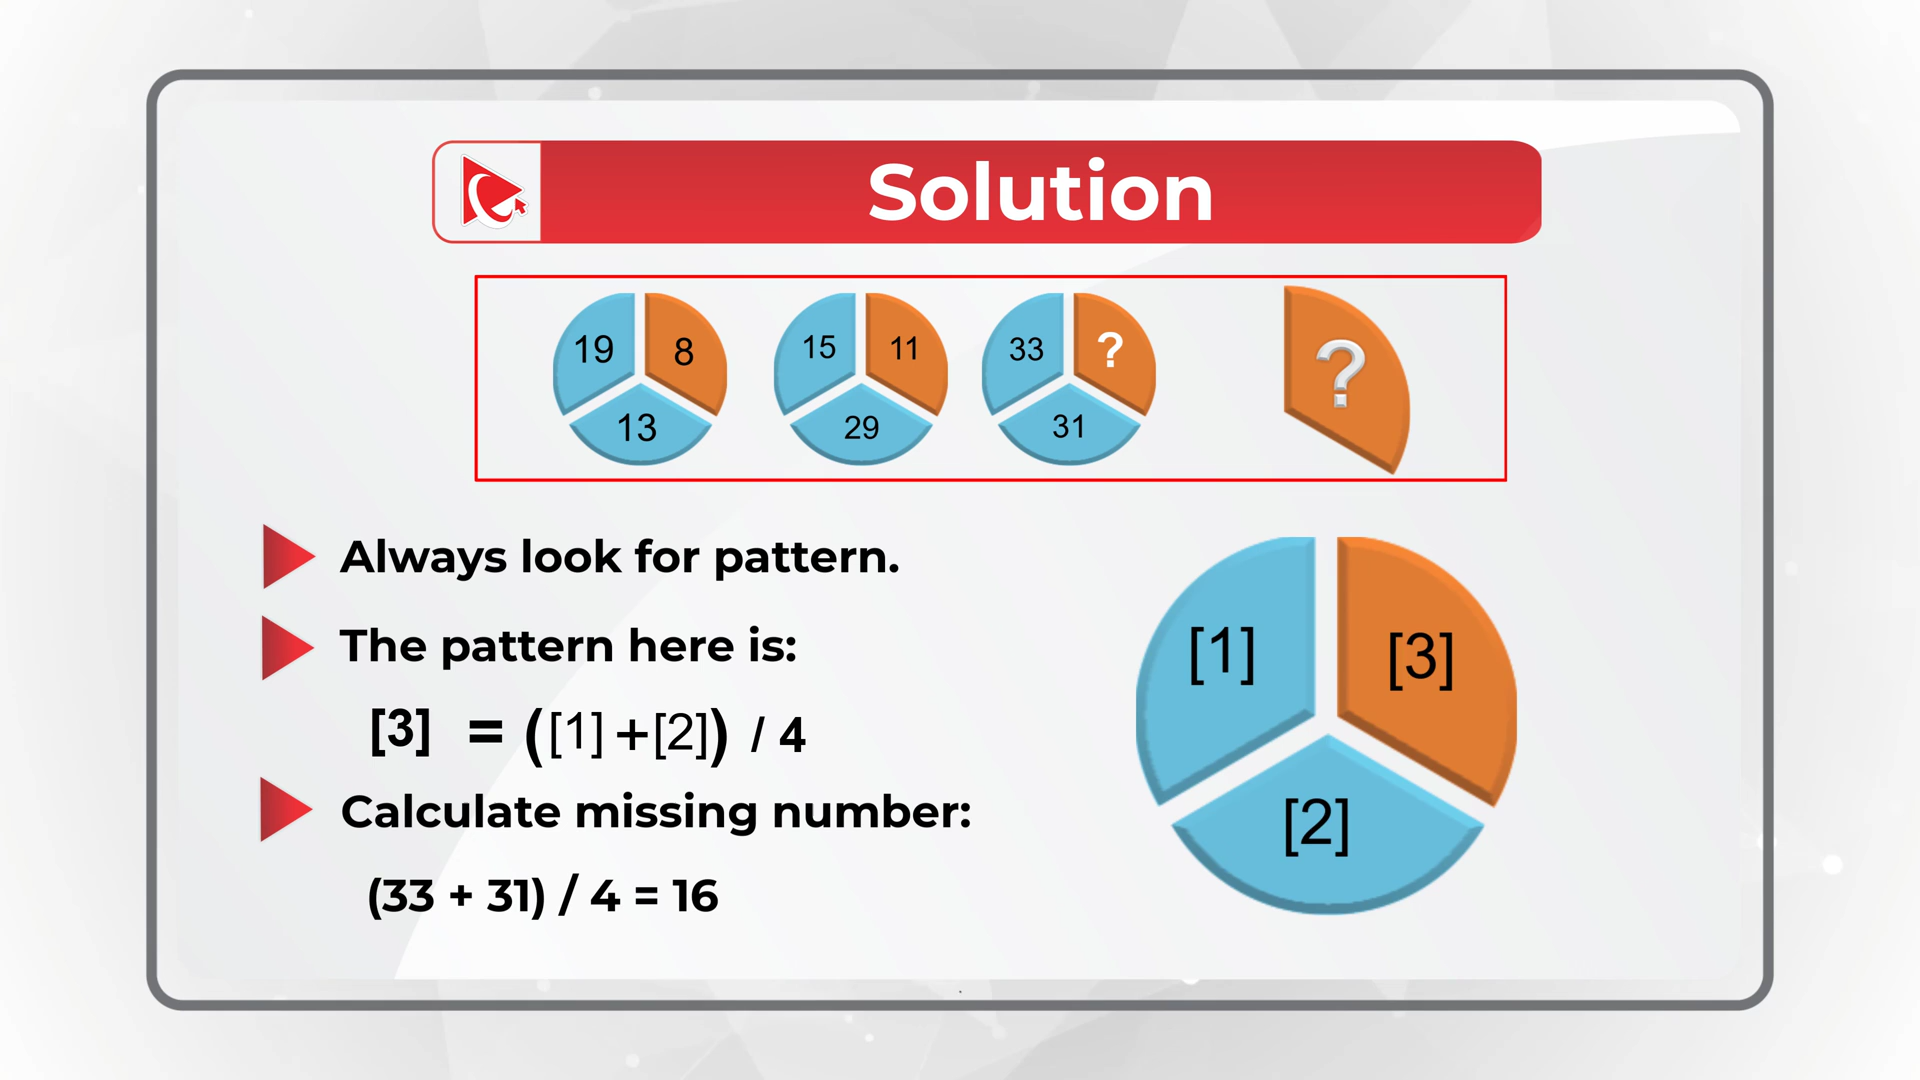 Solution
19 8 15 11 33 ? ?
13 29 31
Always look for pattern.
The pattern here is:
[3] = ([1]+[2]) / 4
Calculate missing number:
(33 + 31) / 4 = 16
[1] [3]
[2]